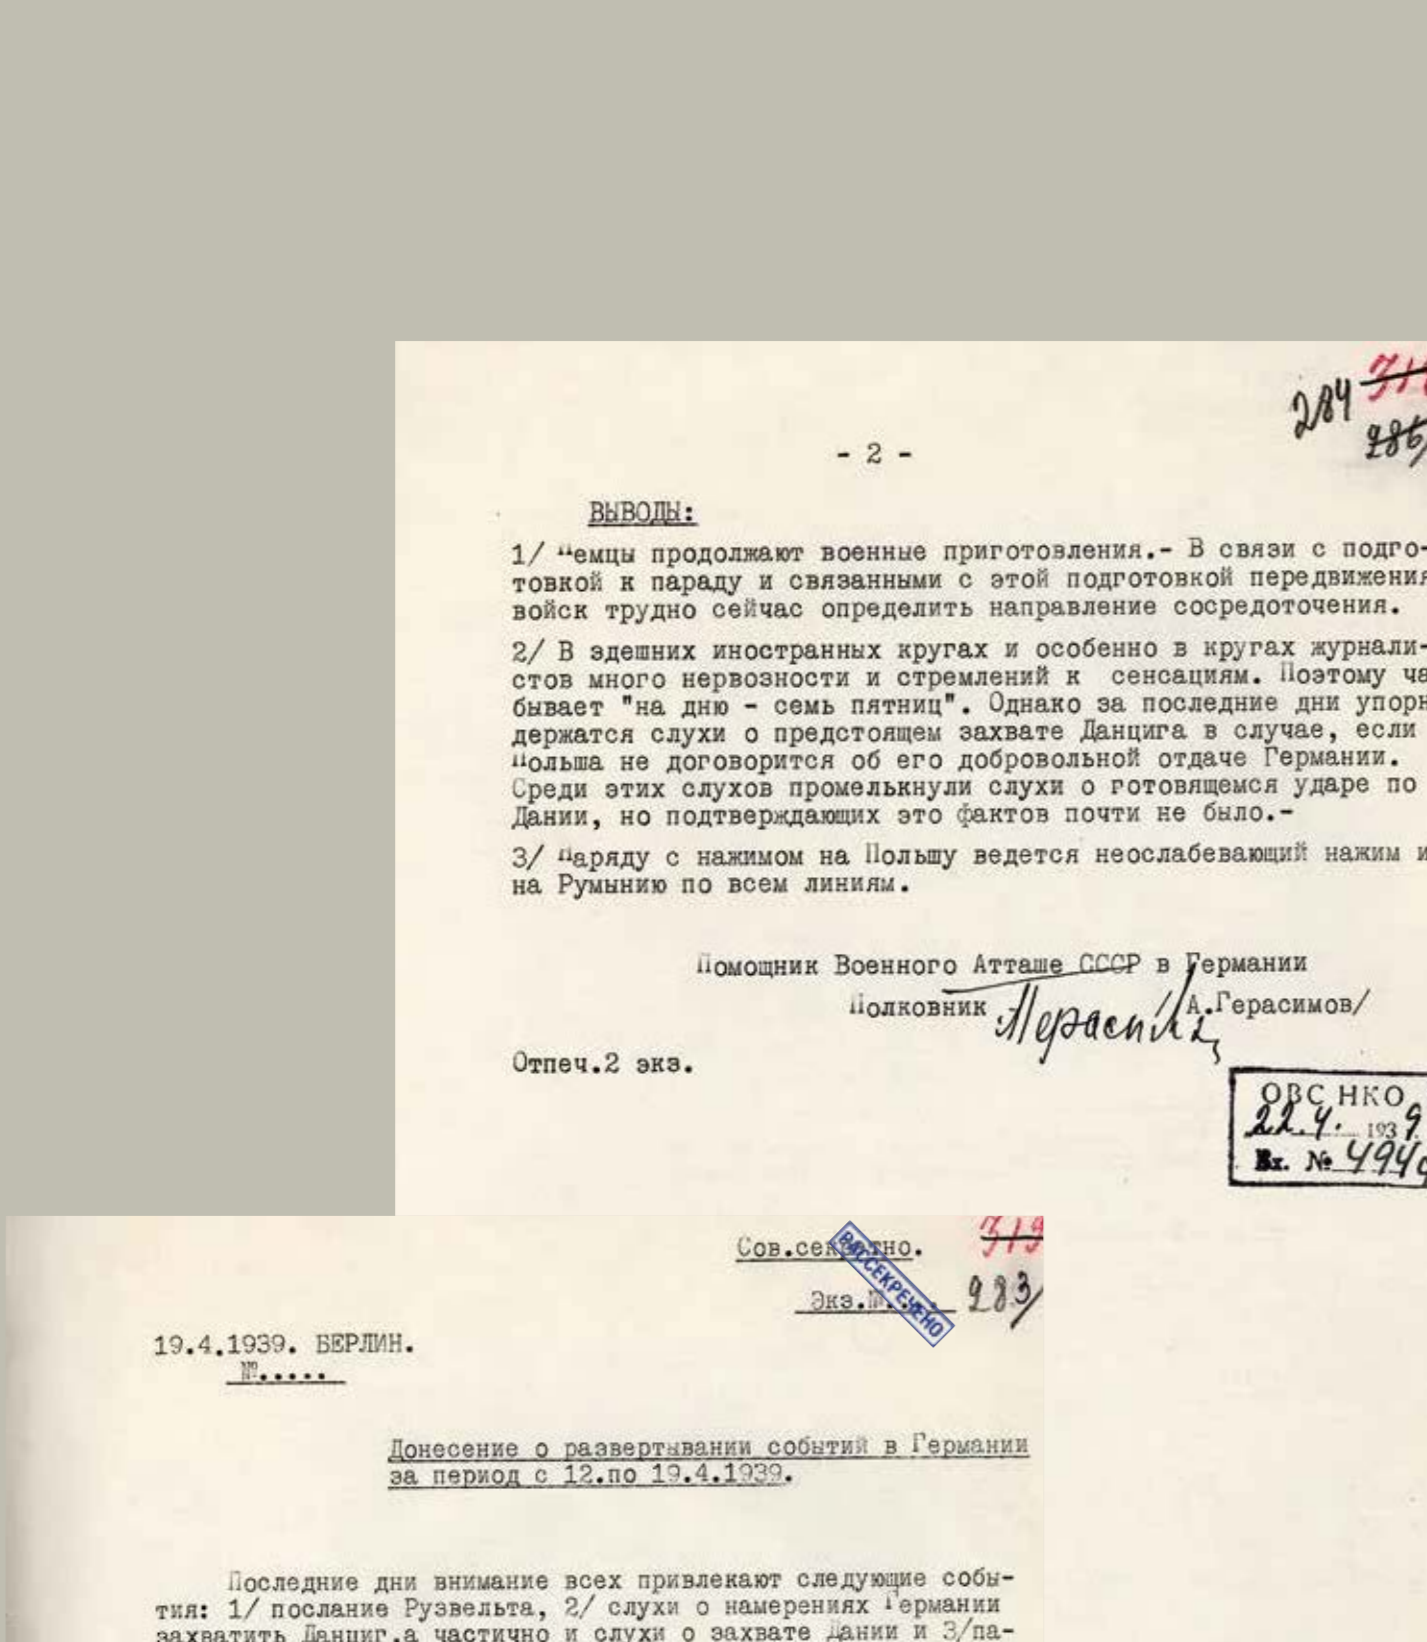 284 31
286/
- 2 -
ВЫВОДЫ:
1/ Немцы продолжают военные приготовления.- В связи с подго-
товкой к параду и связанными с этой подготовкой передвижения
войск трудно сейчас определить направление сосредоточения.
2/ В здешних иностранных кругах и особенно в кругах журнали-
стов много нервозности и стремлений к сенсациям. Поэтому ча
бывает "на дню - семь пятниц". Однако за последние дни упорн
держатся слухи о предстоящем захвате Данцига в случае, если
Польша не договорится об его добровольной отдаче Германии.
Среди этих слухов промелькнули слухи о готовящемся ударе по
Дании, но подтверждающих это фактов почти не было.-
3/ Наряду с нажимом на Польшу ведется неослабевающий нажим и
на Румынию по всем линиям.
Помощник Военного Атташе СССР в Германии
Полковник Герасимов /А.Герасимов/
Отпеч.2 экз.
ОВС НКО
22.4. 1939
Вх. № 494
Сов.секретно. 319
РАССЕКРЕЧЕНО
Экз.№... 283/
19.4.1939. БЕРЛИН.
№.....
Донесение о развертывании событий в Германии
за период с 12.по 19.4.1939.
Последние дни внимание всех привлекают следующие собы-
тия: 1/ послание Рузвельта, 2/ слухи о намерениях Германии
захватить Данциг,а частично и слухи о захвате Дании и 3/па-